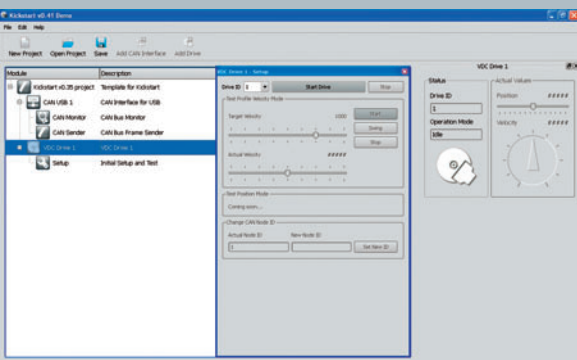 Kickstart v0.41 Demo
File Edit Help
New Project Open Project Save Add CAN Interface Add Drive
Module Description
Kickstart v0.35 project Template for Kickstart
CAN USB 1 CAN Interface for USB
CAN Monitor CAN Bus Monitor
CAN Sender CAN Bus Frame Sender
VDC Drive 1 VDC Drive 1
Setup Initial Setup and Test
VDC Drive 1 : Setup
Drive ID 1 Start Drive Stop
Test Profile Velocity Mode
Target Velocity 1000 Start
Swing
Stop
Actual Velocity #####
Test Position Mode
Coming soon...
Change CAN Node ID
Actual Node ID New Node ID
1 Set New ID
VDC Drive 1
Status
Drive ID
1
Operation Mode
Idle
Actual Values
Position #####
Velocity #####